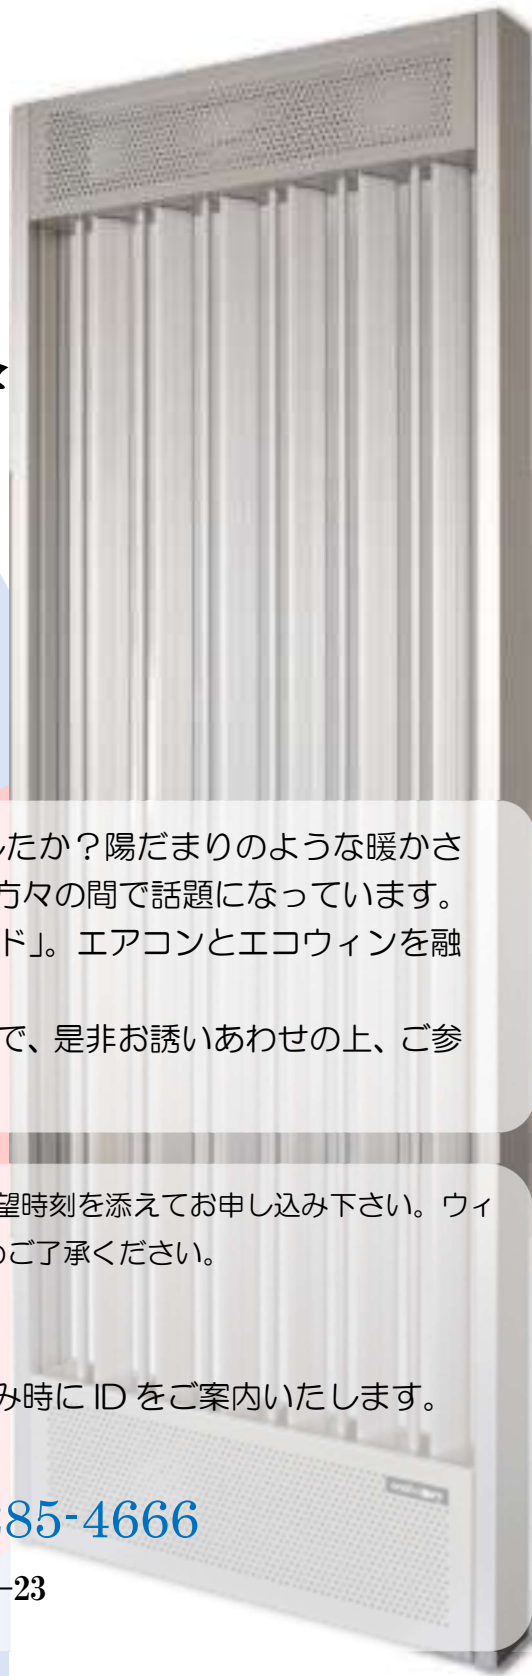 したか？陽だまりのような暖かさ
方々の間で話題になっています。
ド」。エアコンとエコウィンを融
で、是非お誘いあわせの上、ご参
望時刻を添えてお申し込み下さい。ウィ
ご了承ください。
み時に ID をご案内いたします。
85-4666
-23